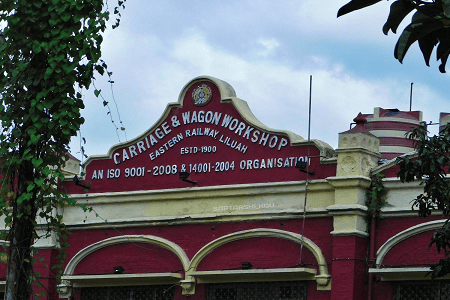 CARRIAGE & WAGON WORKSHOP
EASTERN RAILWAY LILUAH
ESTD-1900
AN ISO 9001-2008 & 14001-2004 ORGANISATION